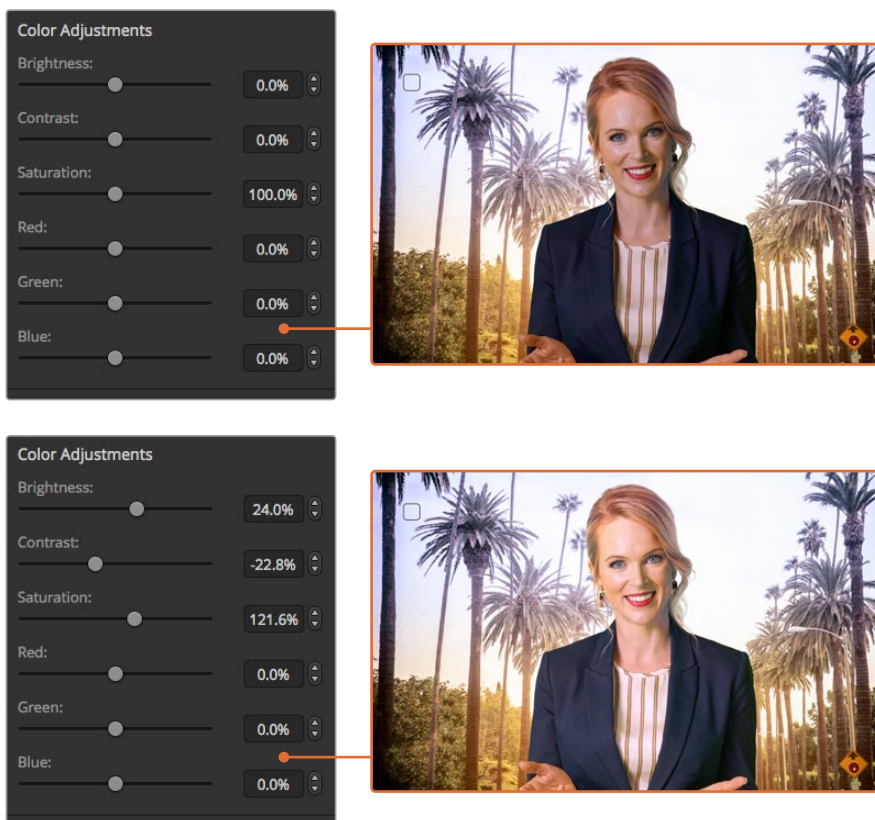 Color Adjustments
Brightness:
0.0%
Contrast:
0.0%
Saturation:
100.0%
Red:
0.0%
Green:
0.0%
Blue:
0.0%
Color Adjustments
Brightness:
24.0%
Contrast:
-22.8%
Saturation:
121.6%
Red:
0.0%
Green:
0.0%
Blue:
0.0%